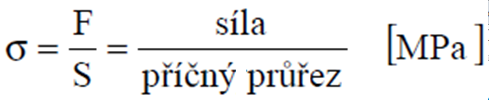 σ = F/S = síla/příčný průřez [MPa]